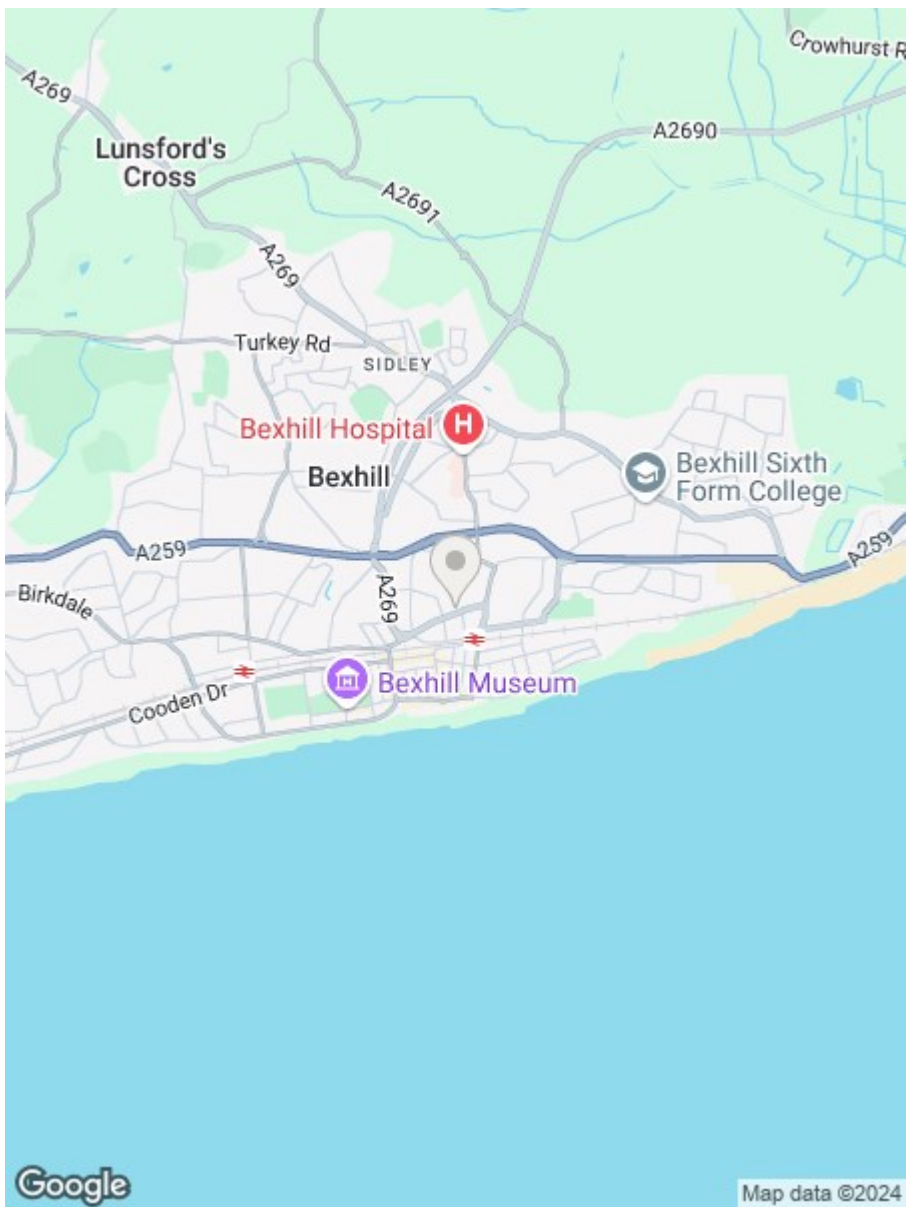 Crowhurst R
A269
A2690
Lunsford's
Cross
A2691
A269
Turkey Rd
SIDLEY
H
Bexhill Hospital
Bexhill
Bexhill Sixth
Form College
A259
A259
Birkdale
A269
Bexhill Museum
Cooden Dr
Google
Map data ©2024